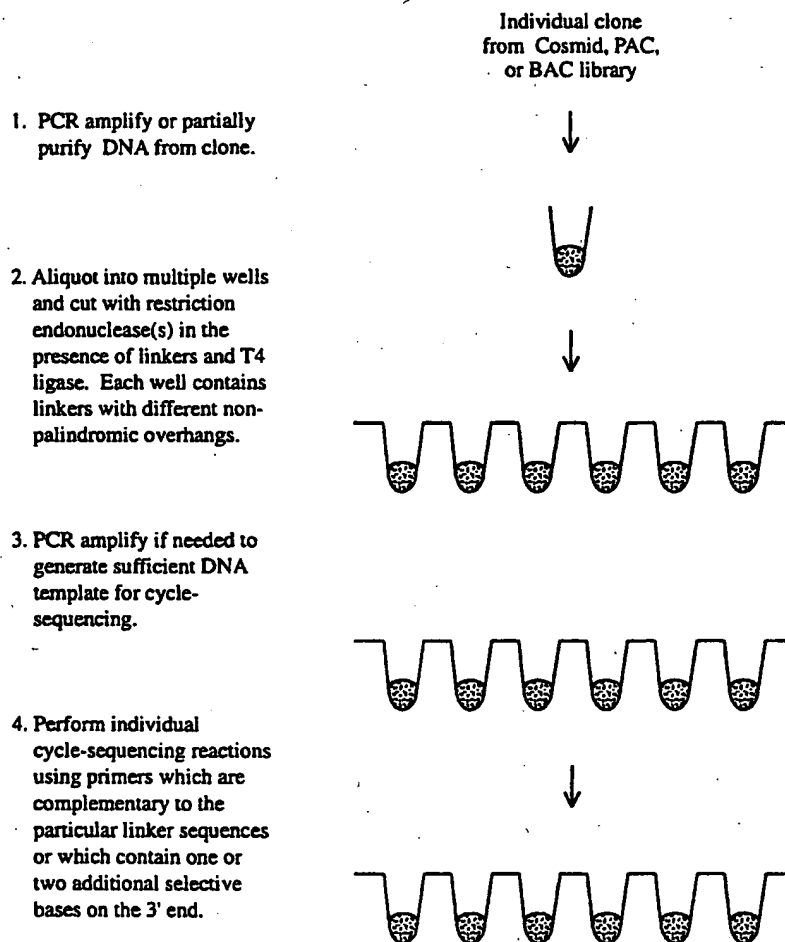 Individual clone
from Cosmid, PAC,
or BAC library
1. PCR amplify or partially
purify DNA from clone.
2. Aliquot into multiple wells
and cut with restriction
endonuclease(s) in the
presence of linkers and T4
ligase. Each well contains
linkers with different non-
palindromic overhangs.
3. PCR amplify if needed to
generate sufficient DNA
template for cycle-
sequencing.
4. Perform individual
cycle-sequencing reactions
using primers which are
complementary to the
particular linker sequences
or which contain one or
two additional selective
bases on the 3' end.